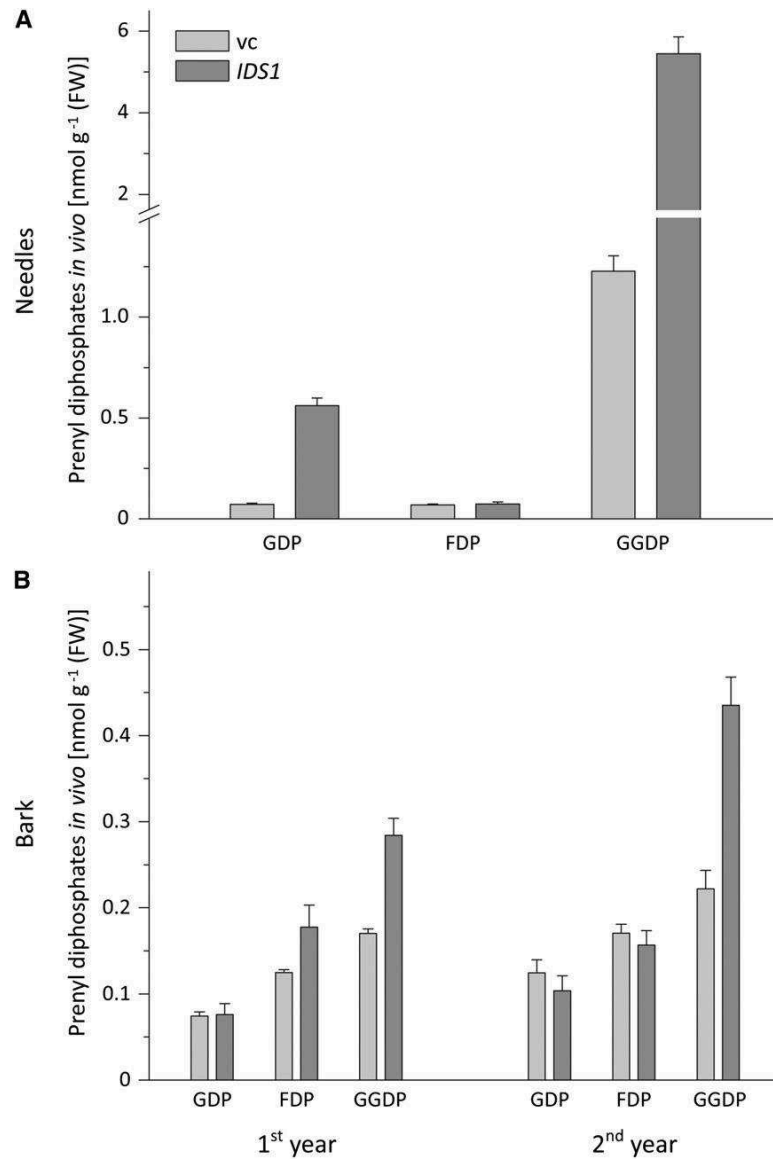 A
vc
IDS1
Needles
Prenyl diphosphates in vivo [nmol g⁻¹ (FW)]
6
4
2
1.0
0.5
0
GDP FDP GGDP
B
Bark
Prenyl diphosphates in vivo [nmol g⁻¹ (FW)]
0.5
0.4
0.3
0.2
0.1
0
GDP FDP GGDP GDP FDP GGDP
1st year 2nd year